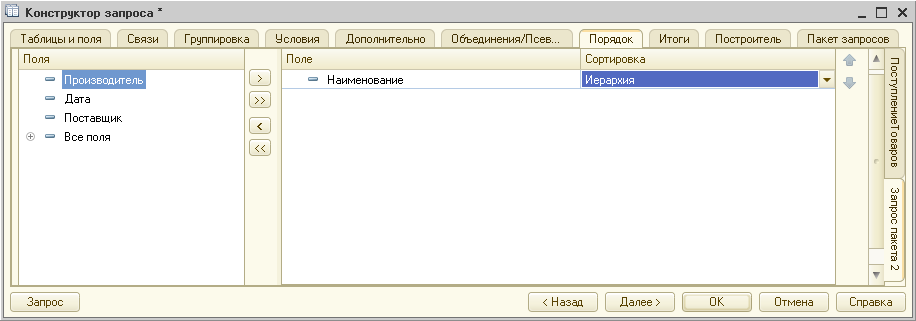 Конструктор запроса *
Таблицы и поля Связи Группировка Условия Дополнительно Объединения/Псев... Порядок Итоги Построитель Пакет запросов
Поля
Производитель
Дата
Поставщик
Все поля
>
>>
<
<<
Поле Сортировка
Наименование Иерархия
ПоступлениеТоваров
Запрос пакета 2
Запрос < Назад Далее > OK Отмена Справка